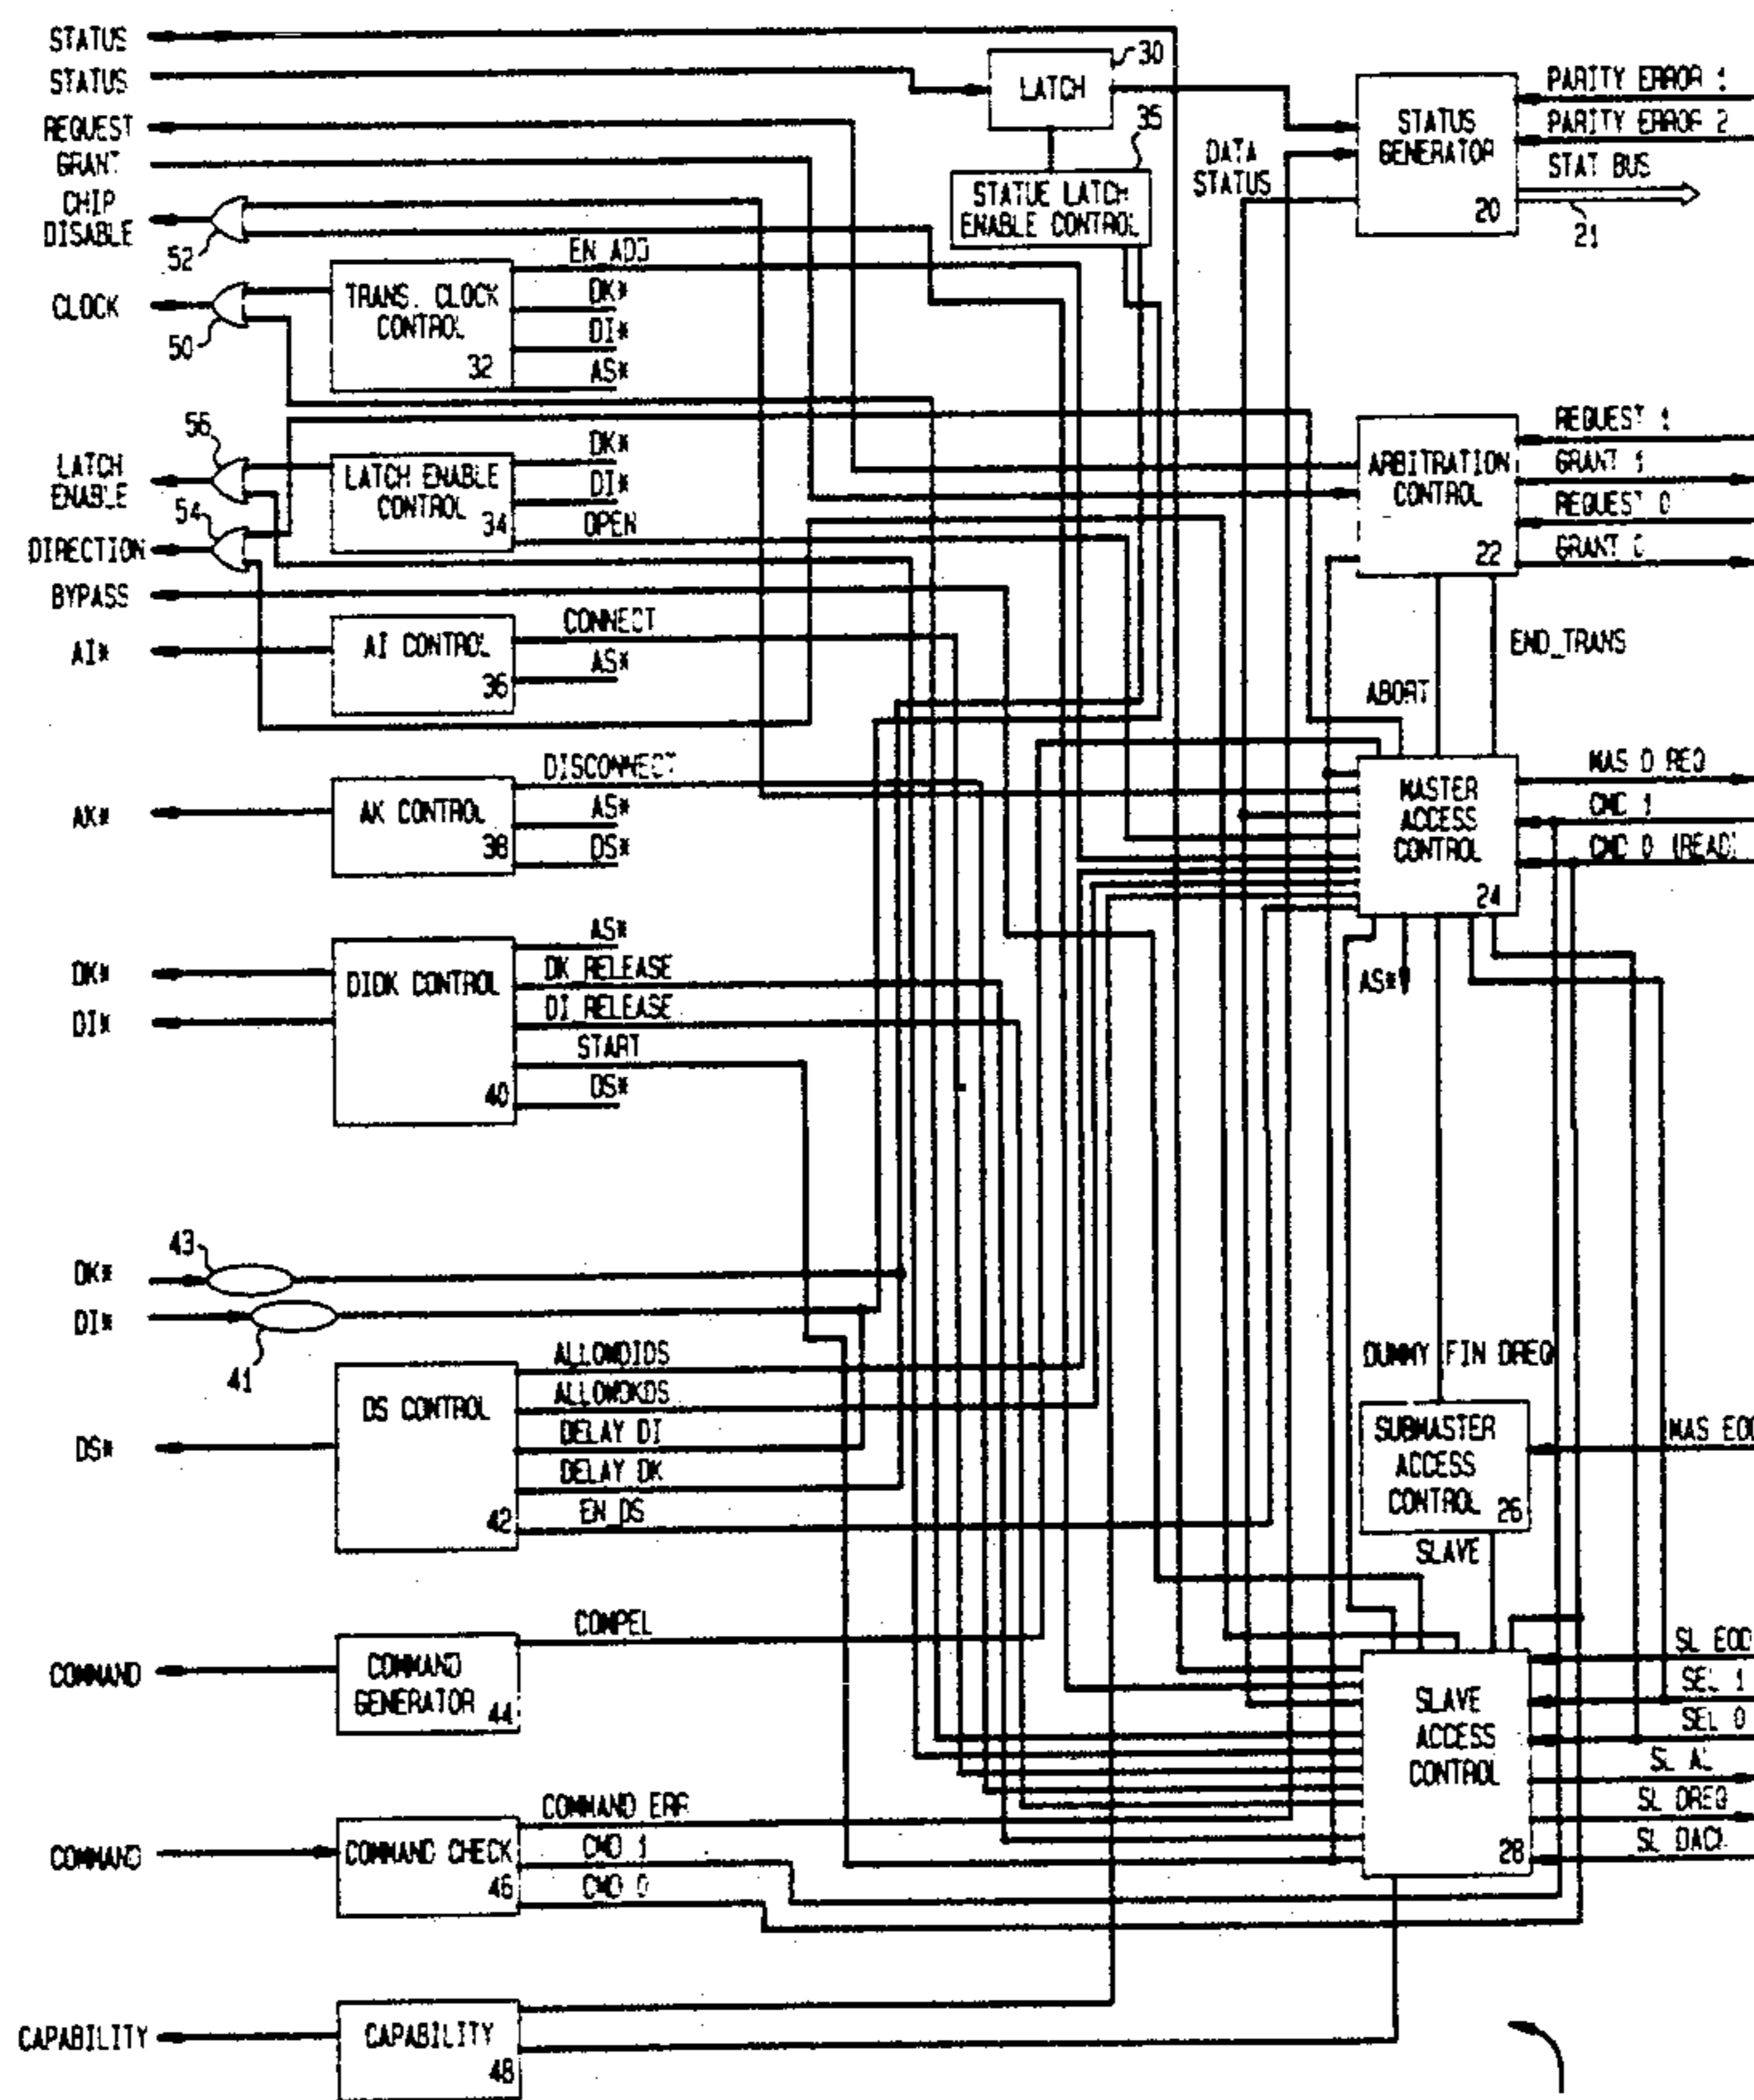 STATUS
STATUS
REQUEST
GRANT
CHIP
DISABLE
52
CLOCK
50
56
LATCH
ENABLE
54
DIRECTION
BYPASS
AI*
AK*
DK*
DI*
43
DK*
DI*
41
DS*
COMMAND
COMMAND
CAPABILITY
LATCH
30
35
STATUE LATCH
ENABLE CONTROL
TRANS. CLOCK
CONTROL
32
EN ADD
DK*
DI*
AS*
LATCH ENABLE
CONTROL
34
DK*
DI*
OPEN
AI CONTROL
36
CONNECT
AS*
AK CONTROL
38
DISCONNECT
AS*
DS*
DIDK CONTROL
40
AS*
DK RELEASE
DI RELEASE
START
DS*
DS CONTROL
42
ALLOWDIDS
ALLOWDKDS
DELAY DI
DELAY DK
EN DS
COMMAND
GENERATOR
44
COMPEL
COMMAND CHECK
46
COMMAND ERR
CMD 1
CMD 0
CAPABILITY
48
DATA
STATUS
STATUS
GENERATOR
20
PARITY ERROR 1
PARITY ERROR 2
STAT BUS
21
ARBITRATION
CONTROL
22
REQUEST 1
GRANT 1
REQUEST 0
GRANT 0
END_TRANS
ABORT
MASTER
ACCESS
CONTROL
24
MAS D REQ
CMD 1
CMD 0 (READ)
AS*
DUMMY FIN DREQ
SUBMASTER
ACCESS
CONTROL
26
MAS EOD
SLAVE
SLAVE
ACCESS
CONTROL
28
SL EOD
SEL 1
SEL 0
SL AL
SL DREQ
SL DACK